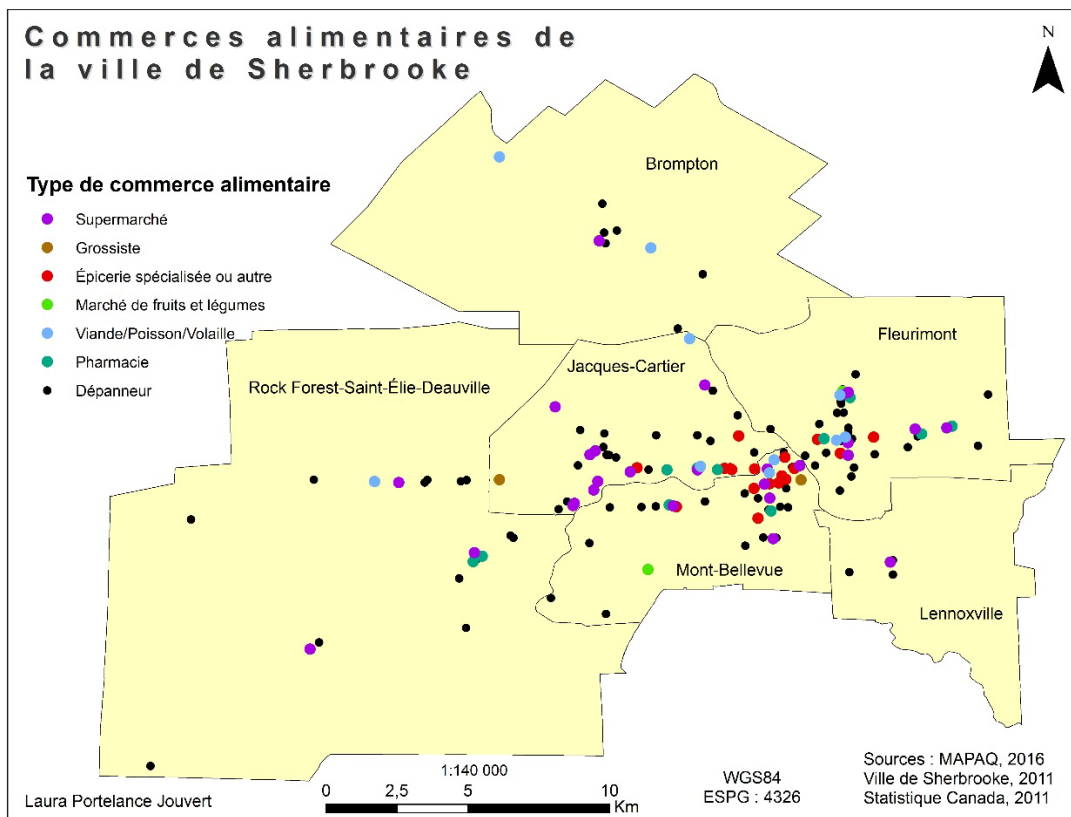 Commerces alimentaires de
la ville de Sherbrooke
N
Brompton
Type de commerce alimentaire
Supermarché
Grossiste
Épicerie spécialisée ou autre
Marché de fruits et légumes
Viande/Poisson/Volaille
Pharmacie
Dépanneur
Fleurimont
Jacques-Cartier
Rock Forest-Saint-Élie-Deauville
Mont-Bellevue
Lennoxville
1:140 000
0 2,5 5 10
Km
Laura Portelance Jouvert
WGS84
ESPG : 4326
Sources : MAPAQ, 2016
Ville de Sherbrooke, 2011
Statistique Canada, 2011